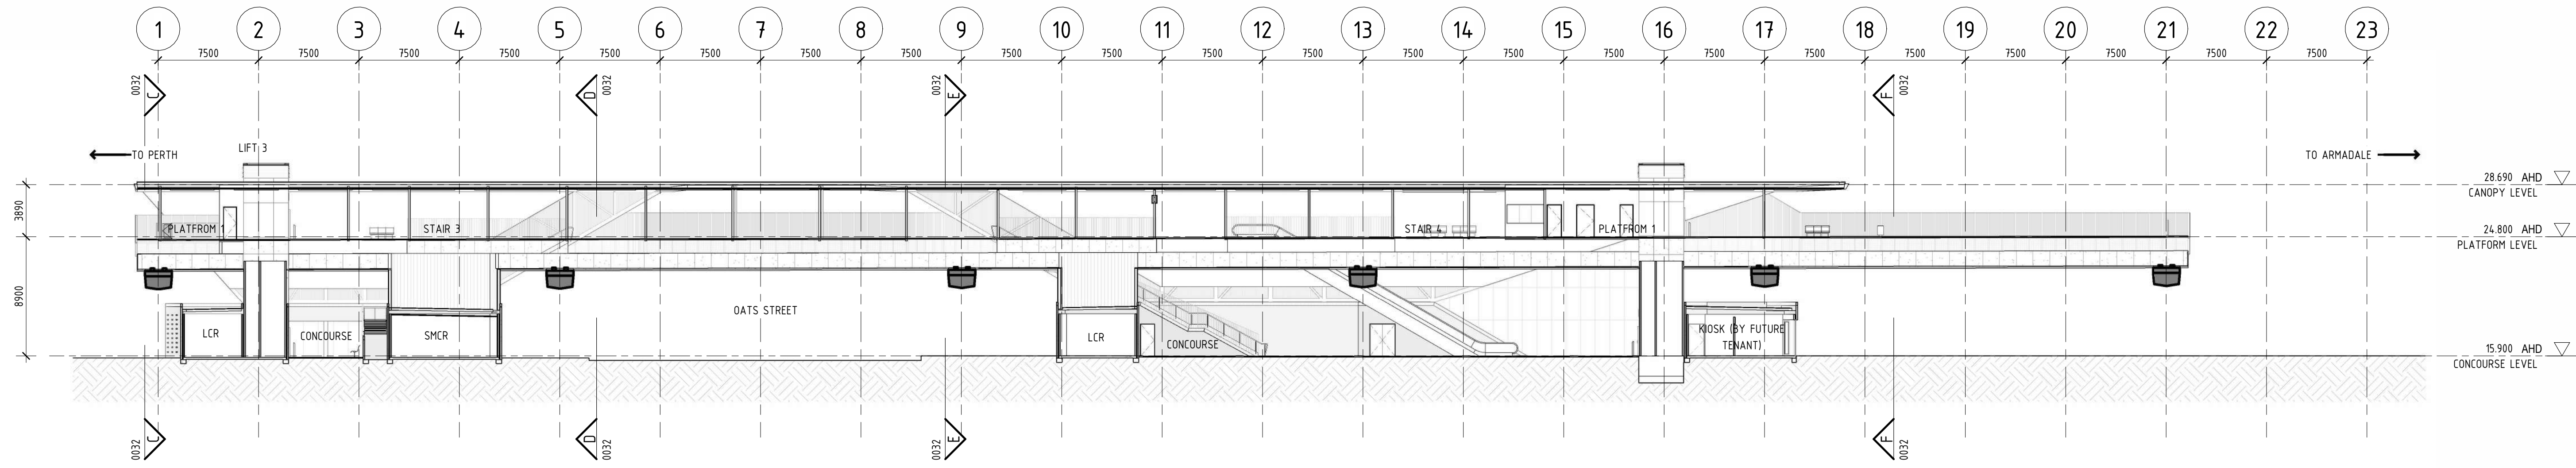 1 2 3 4 5 6 7 8 9 10 11 12 13 14 15 16 17 18 19 20 21 22 23
7500 7500 7500 7500 7500 7500 7500 7500 7500 7500 7500 7500 7500 7500 7500 7500 7500 7500 7500 7500 7500 7500
0032 C D 0032 0032 E F 0032
TO PERTH
LIFT 3
TO ARMADALE
28.690 AHD
CANOPY LEVEL
3890
PLATFROM 1
STAIR 3
STAIR 4
PLATFROM 1
24.800 AHD
PLATFORM LEVEL
8900
OATS STREET
LCR
CONCOURSE
SMCR
LCR
CONCOURSE
KIOSK (BY FUTURE
TENANT)
15.900 AHD
CONCOURSE LEVEL
0032 C D 0032 0032 E F 0032